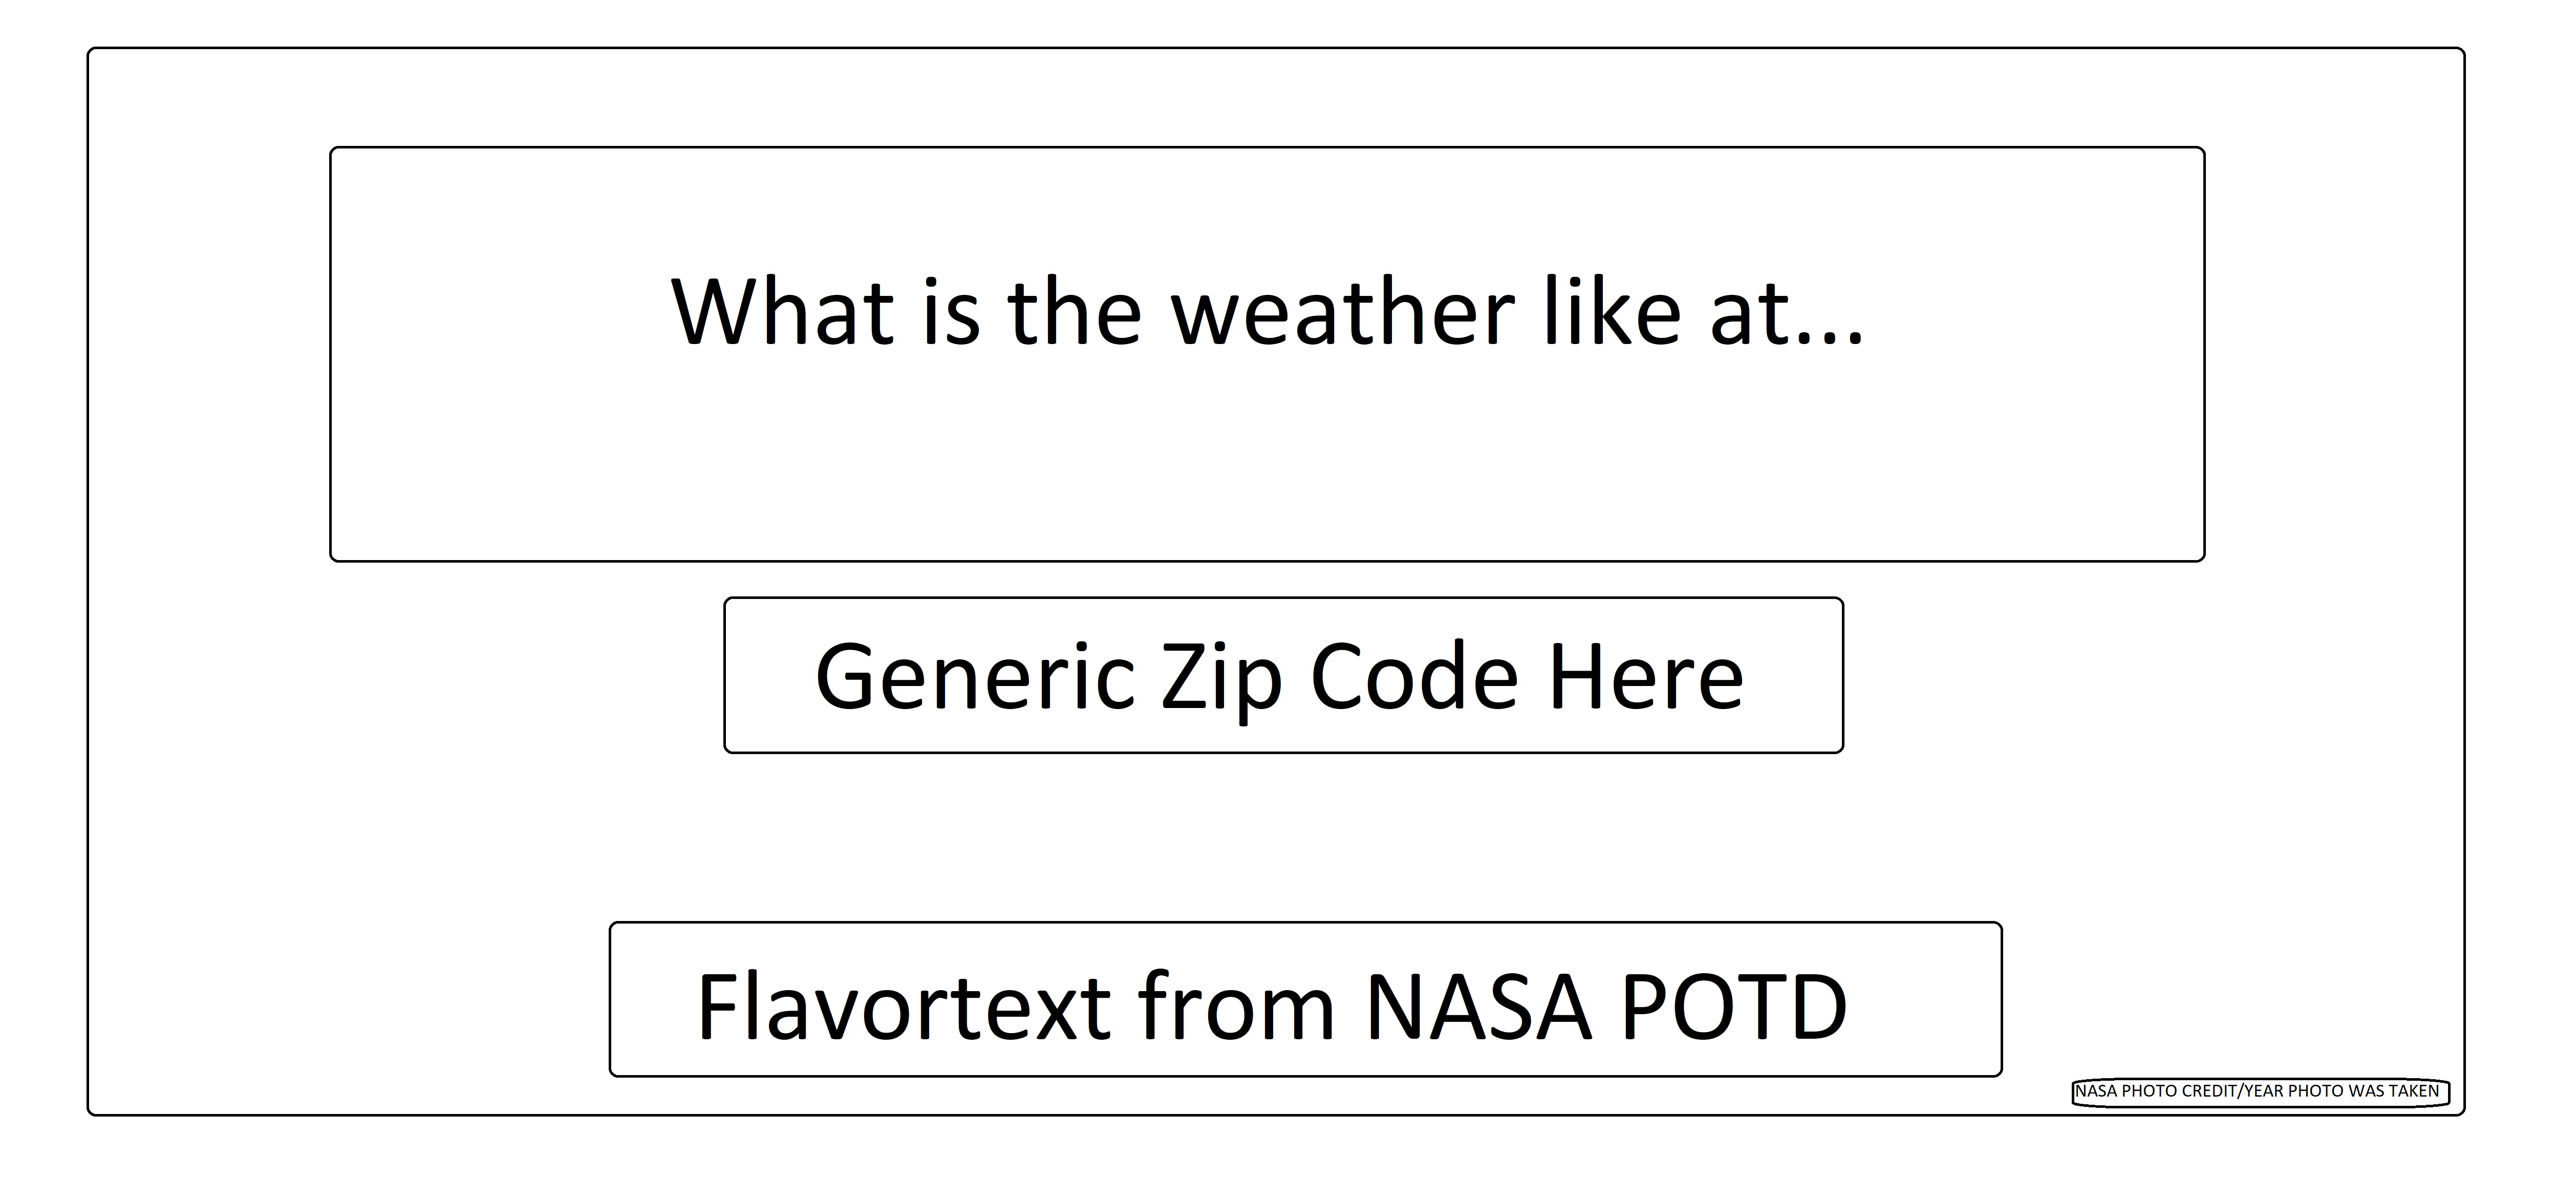 What is the weather like at...
Generic Zip Code Here
Flavortext from NASA POTD
NASA PHOTO CREDIT/YEAR PHOTO WAS TAKEN